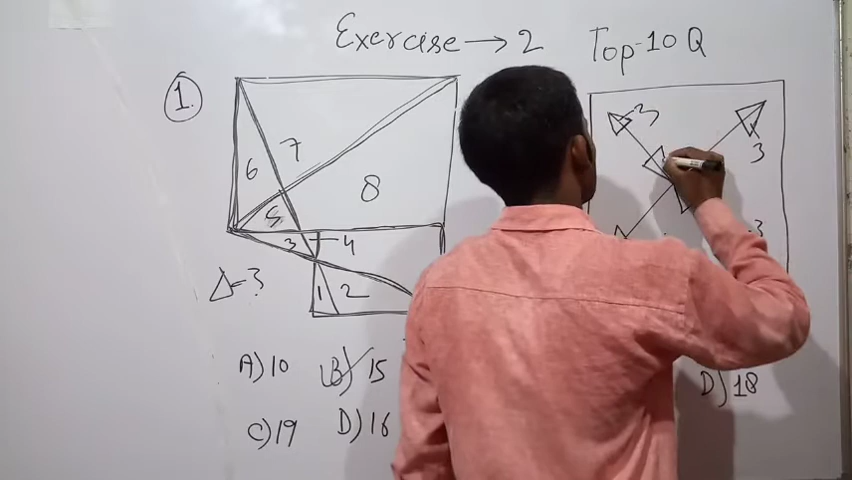 Exercise → 2
Top-10 Q
1.
6
7
8
5
3
4
1
2
△=?
A) 10
B) 15
C) 19
D) 16
3
3
3
D) 18